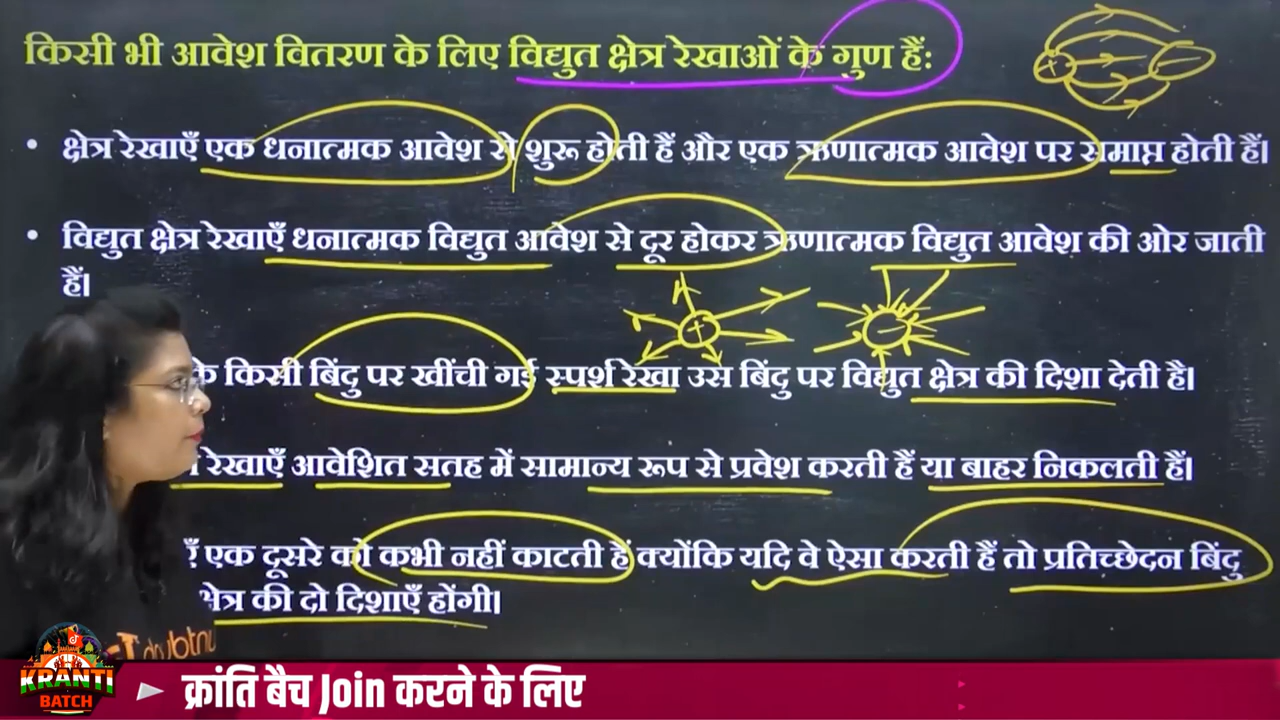 किसी भी आवेश वितरण के लिए विद्युत क्षेत्र रेखाओं के गुण हैं:
• क्षेत्र रेखाएँ एक धनात्मक आवेश से शुरू होती हैं और एक ऋणात्मक आवेश पर समाप्त होती हैं।
• विद्युत क्षेत्र रेखाएँ धनात्मक विद्युत आवेश से दूर होकर ऋणात्मक विद्युत आवेश की ओर जाती
हैं।
के किसी बिंदु पर खींची गई स्पर्श रेखा उस बिंदु पर विद्युत क्षेत्र की दिशा देती है।
रेखाएँ आवेशित सतह में सामान्य रूप से प्रवेश करती हैं या बाहर निकलती हैं।
एक दूसरे को कभी नहीं काटती हैं क्योंकि यदि वे ऐसा करती हैं तो प्रतिच्छेदन बिंदु
की दो दिशाएँ होंगी।
doubtnu
KRANTI
BATCH
क्रांति बैच Join करने के लिए